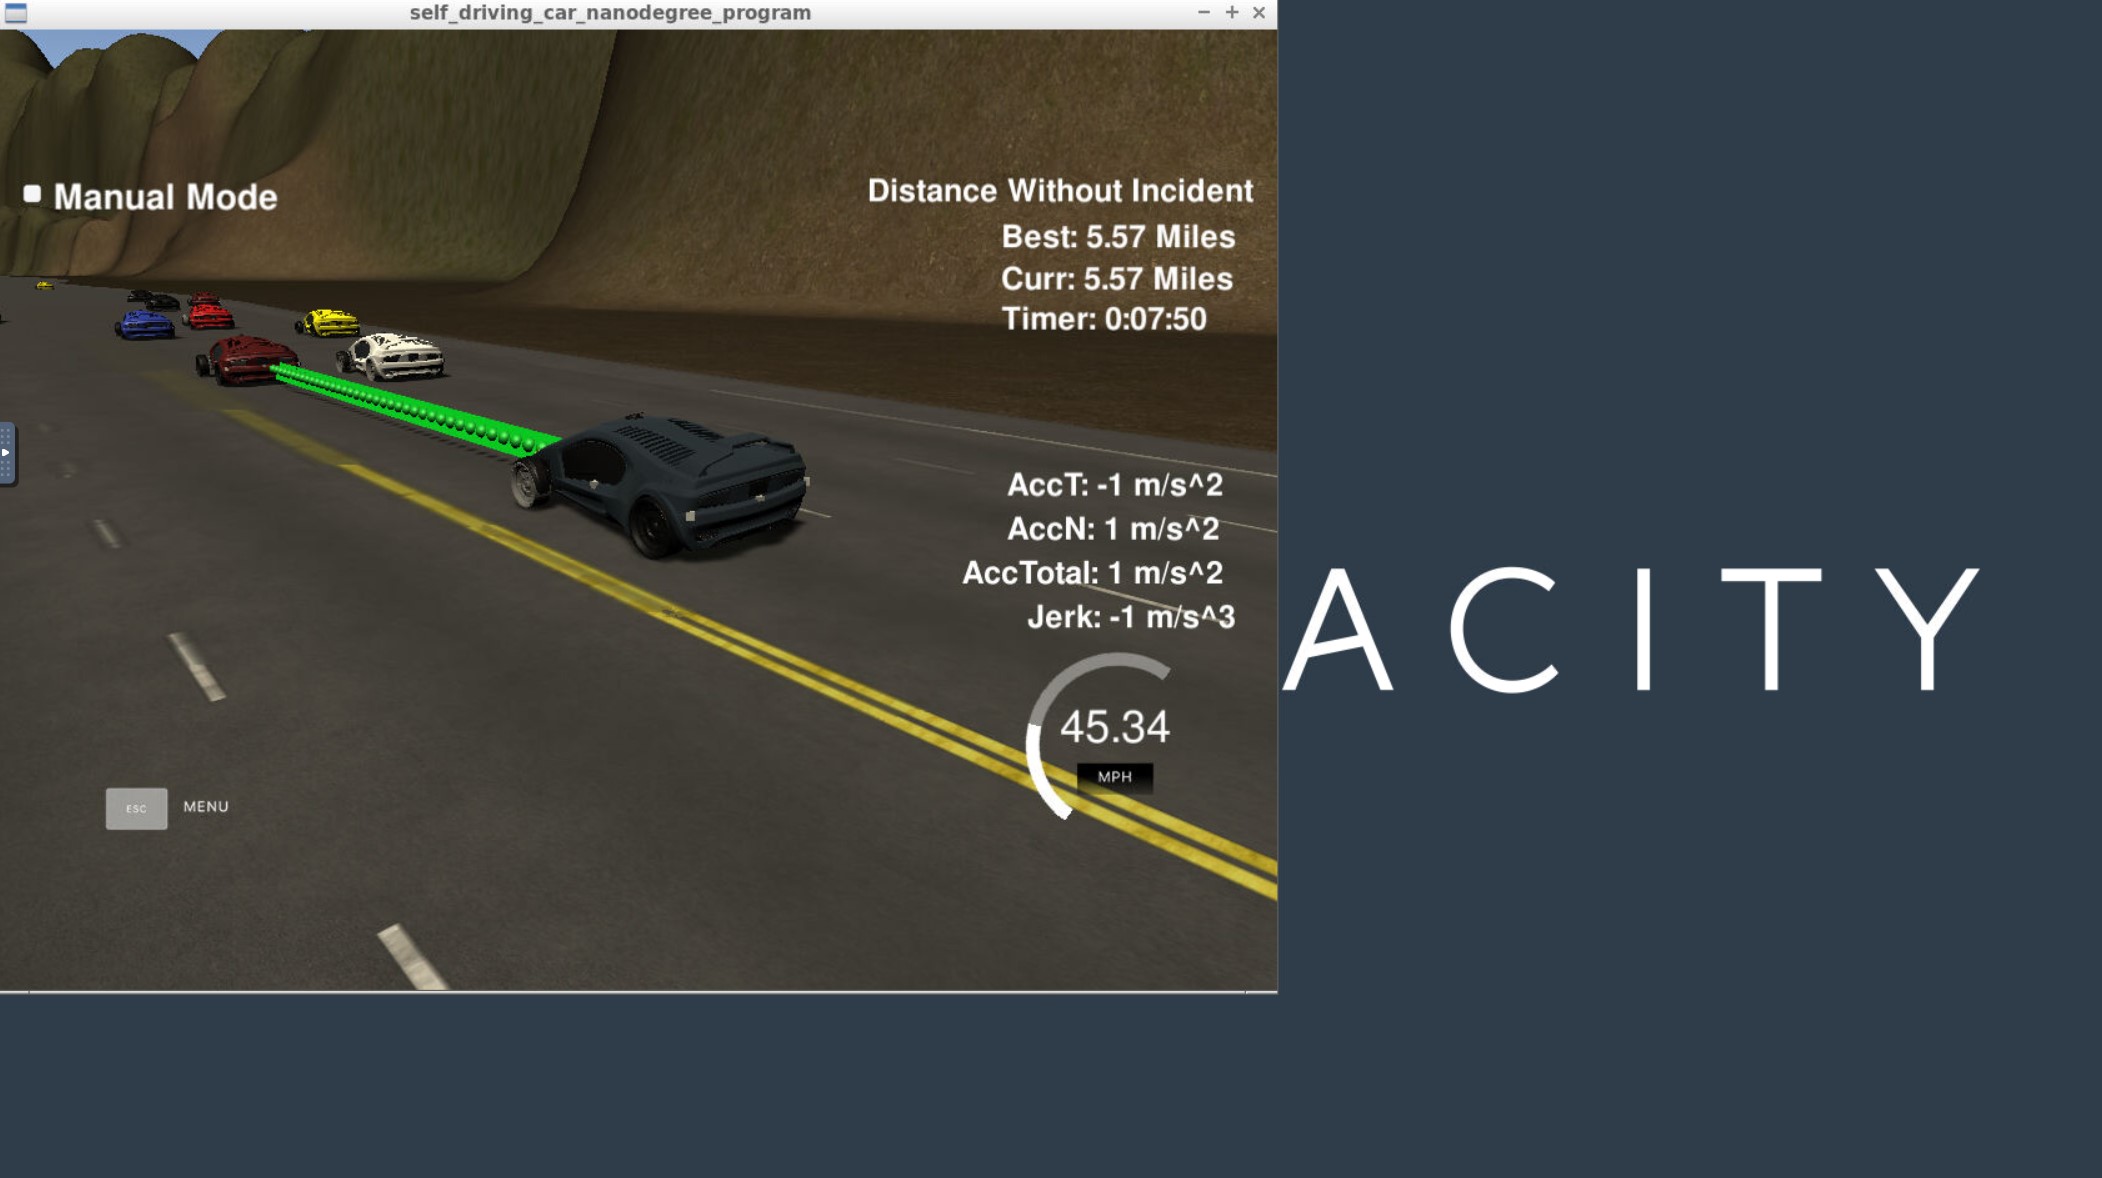 self_driving_car_nanodegree_program
Manual Mode
Distance Without Incident
Best: 5.57 Miles
Curr: 5.57 Miles
Timer: 0:07:50
AccT: -1 m/s^2
AccN: 1 m/s^2
AccTotal: 1 m/s^2
Jerk: -1 m/s^3
45.34
MPH
ESC MENU
ACITY